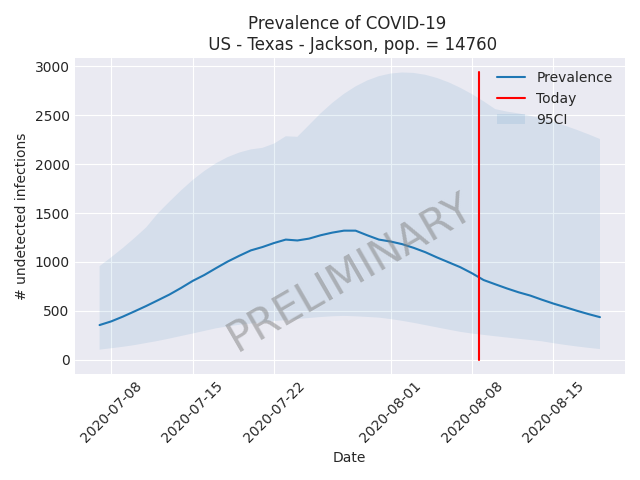 Prevalence of COVID-19
US - Texas - Jackson, pop. = 14760
3000
2500
2000
1500
1000
500
0
# undetected infections
Prevalence
Today
95CI
PRELIMINARY
2020-07-08
2020-07-15
2020-07-22
2020-08-01
2020-08-08
2020-08-15
Date